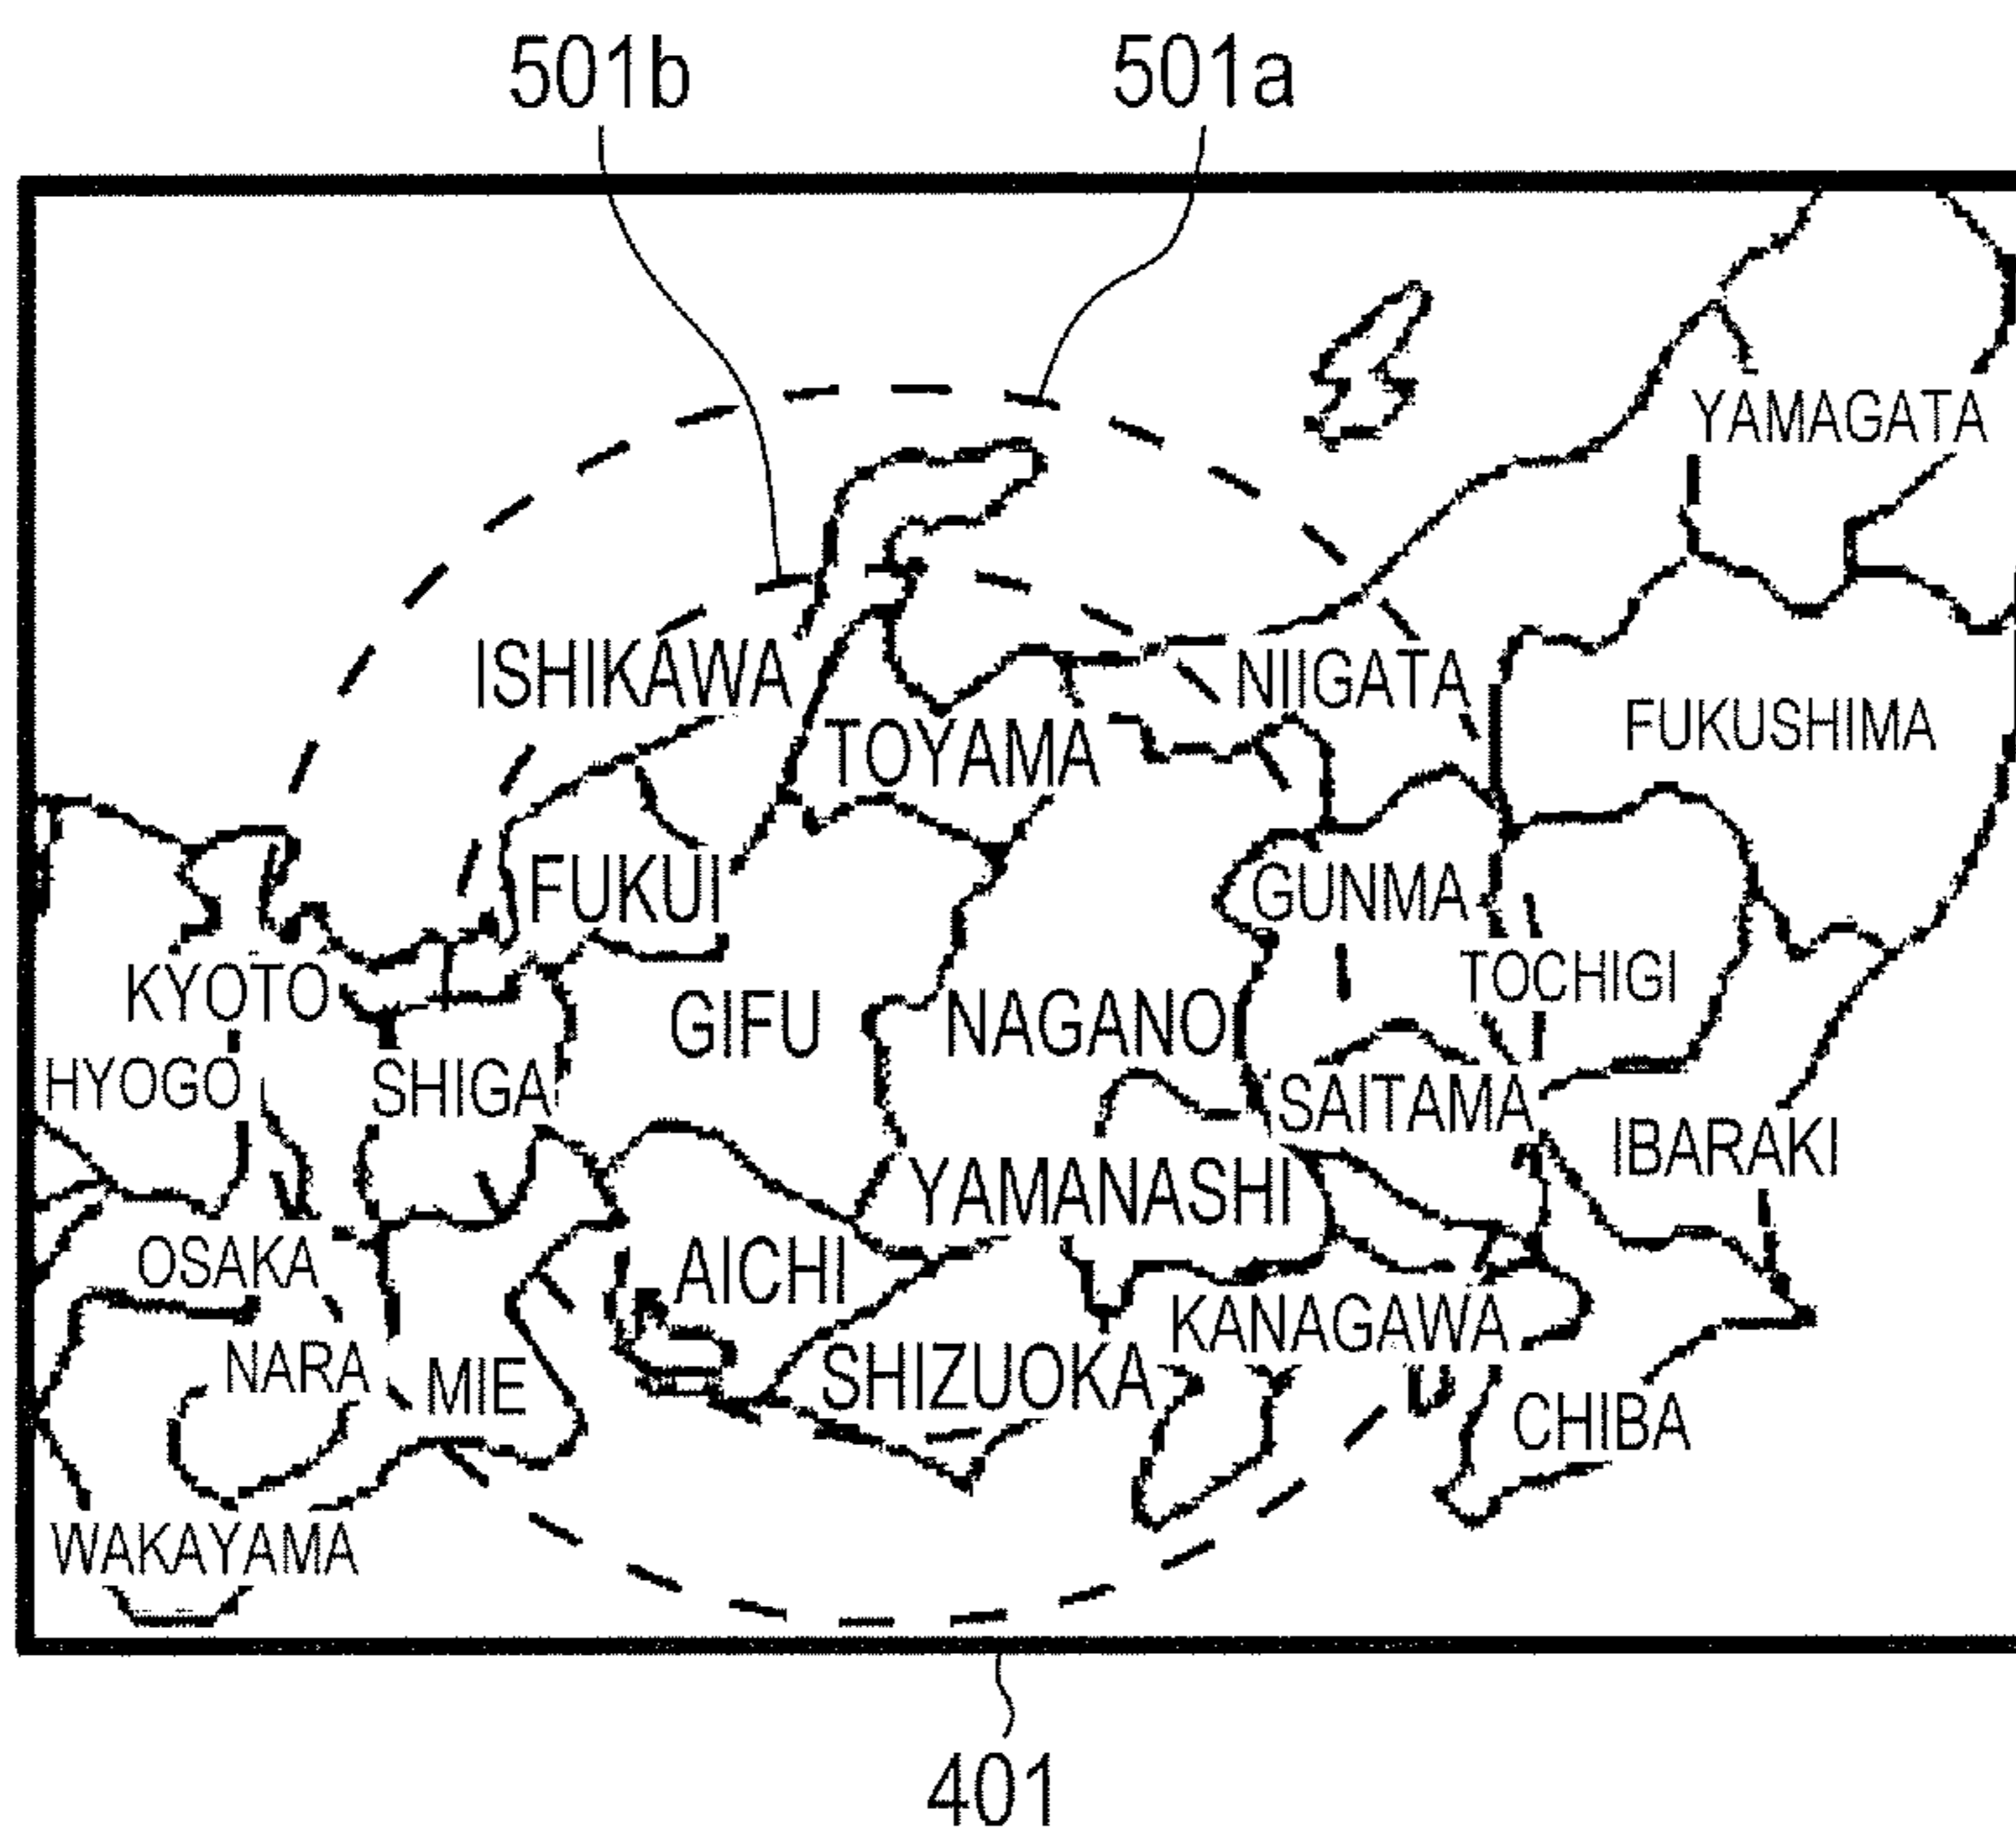 501b 501a
YAMAGATA
ISHIKAWA NIIGATA
TOYAMA FUKUSHIMA
FUKUI GUNMA
KYOTO TOCHIGI
GIFU NAGANO
HYOGO SHIGA SAITAMA
IBARAKI
YAMANASHI
OSAKA AICHI
KANAGAWA
NARA MIE SHIZUOKA
CHIBA
WAKAYAMA
401